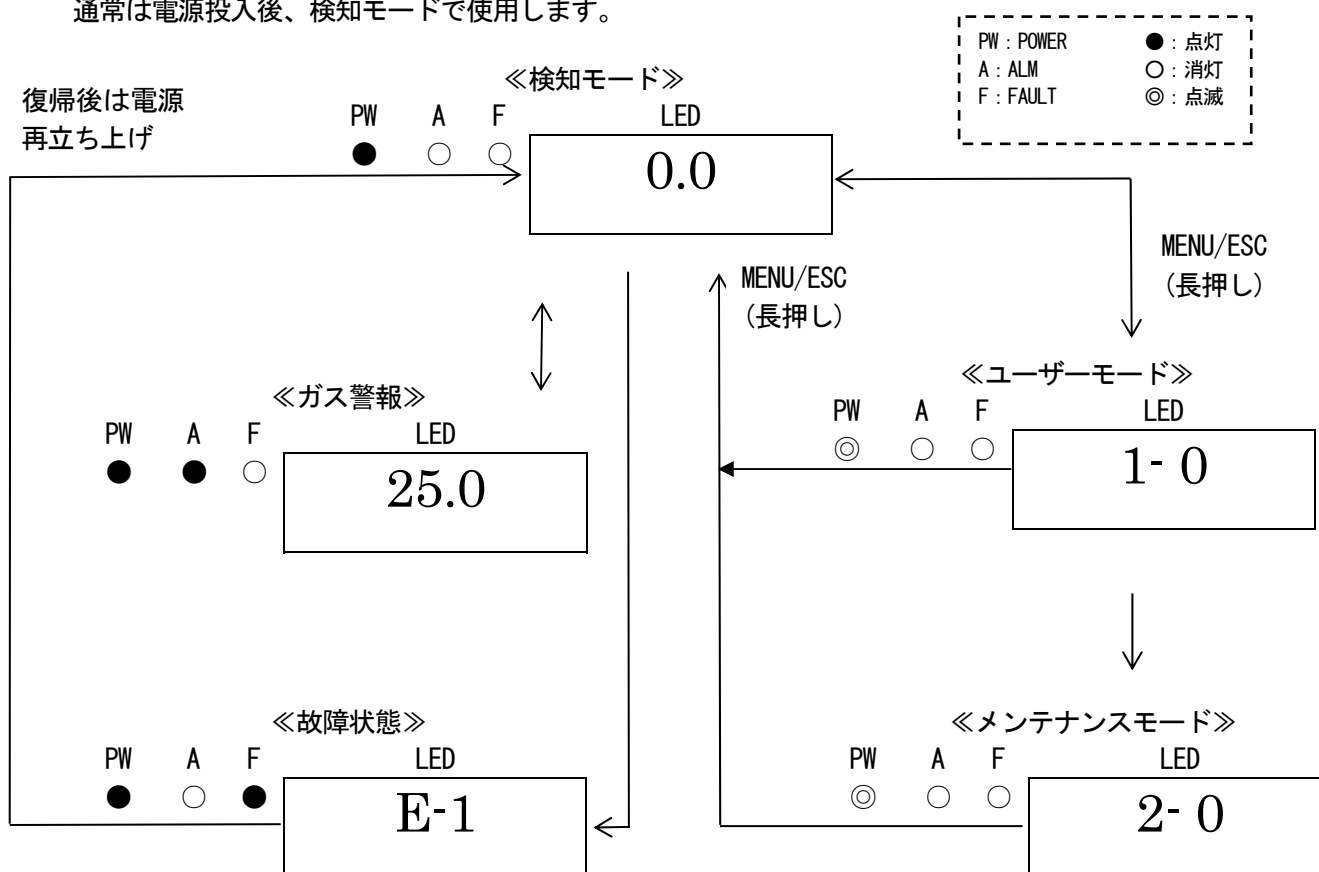 通常は電源投入後、検知モードで使用します。
PW：POWER ●：点灯
A：ALM ○：消灯
F：FAULT ◎：点滅
≪検知モード≫
復帰後は電源
再立ち上げ
PW A F LED
● ○ ○
0.0
MENU/ESC
(長押し)
MENU/ESC
(長押し)
≪ユーザーモード≫
PW A F LED
◎ ○ ○
1- 0
≪ガス警報≫
PW A F LED
● ● ○
25.0
≪故障状態≫
PW A F LED
● ○ ●
E-1
≪メンテナンスモード≫
PW A F LED
◎ ○ ○
2- 0